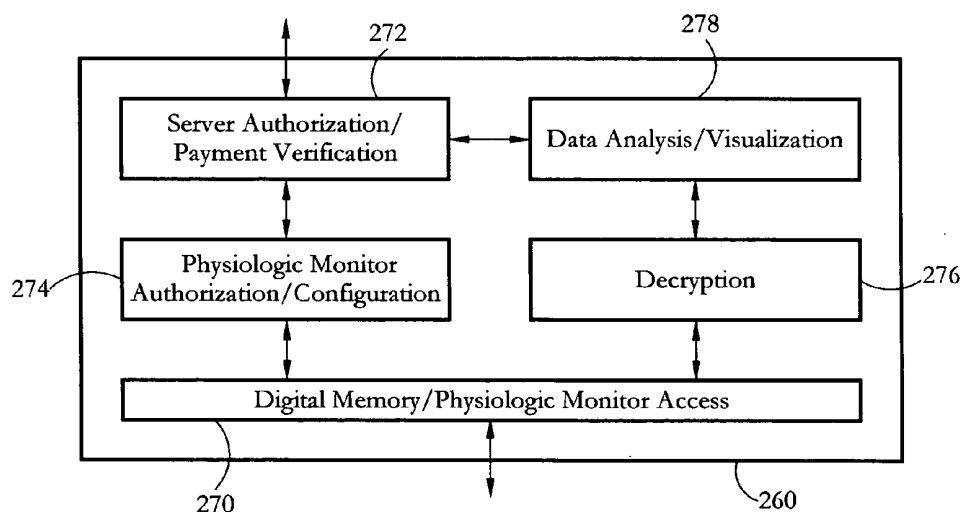 272
278
Server Authorization/
Payment Verification
Data Analysis/Visualization
274
Physiologic Monitor
Authorization/Configuration
Decryption
276
Digital Memory/Physiologic Monitor Access
270
260